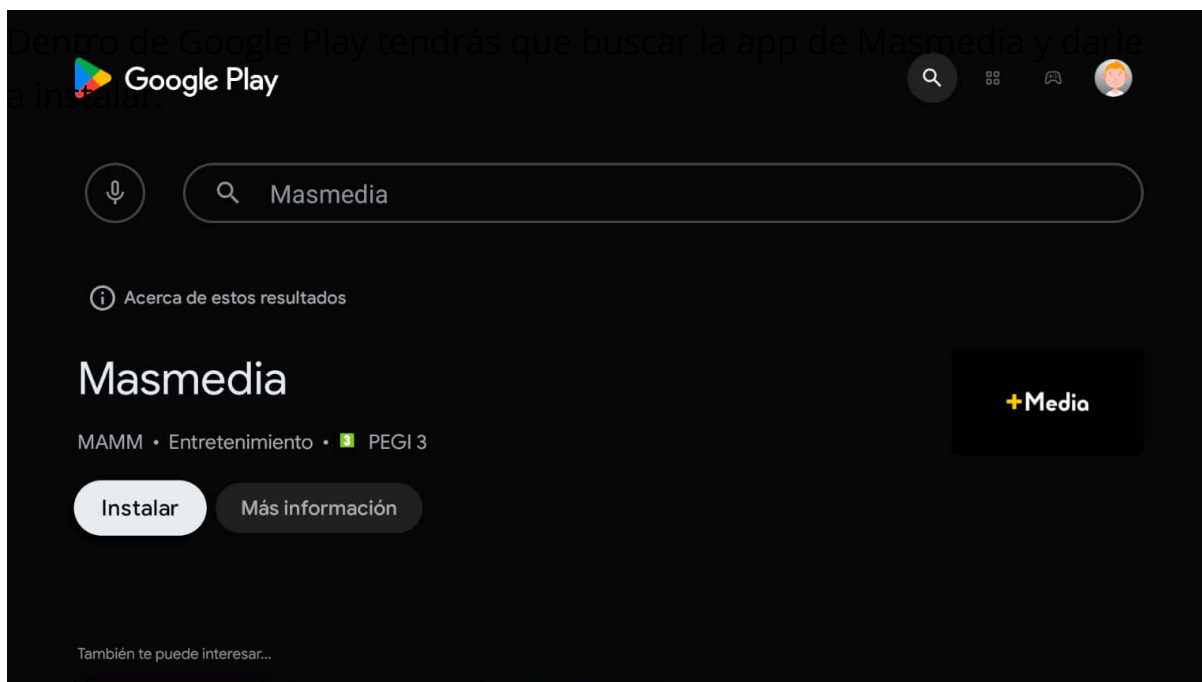 Dentro de Google Play tendrás que buscar la app de Masmedia y darle
a instalar.
Google Play
Masmedia
Acerca de estos resultados
Masmedia
+Media
MAMM • Entretenimiento • 3 PEGI 3
Instalar Más información
También te puede interesar...